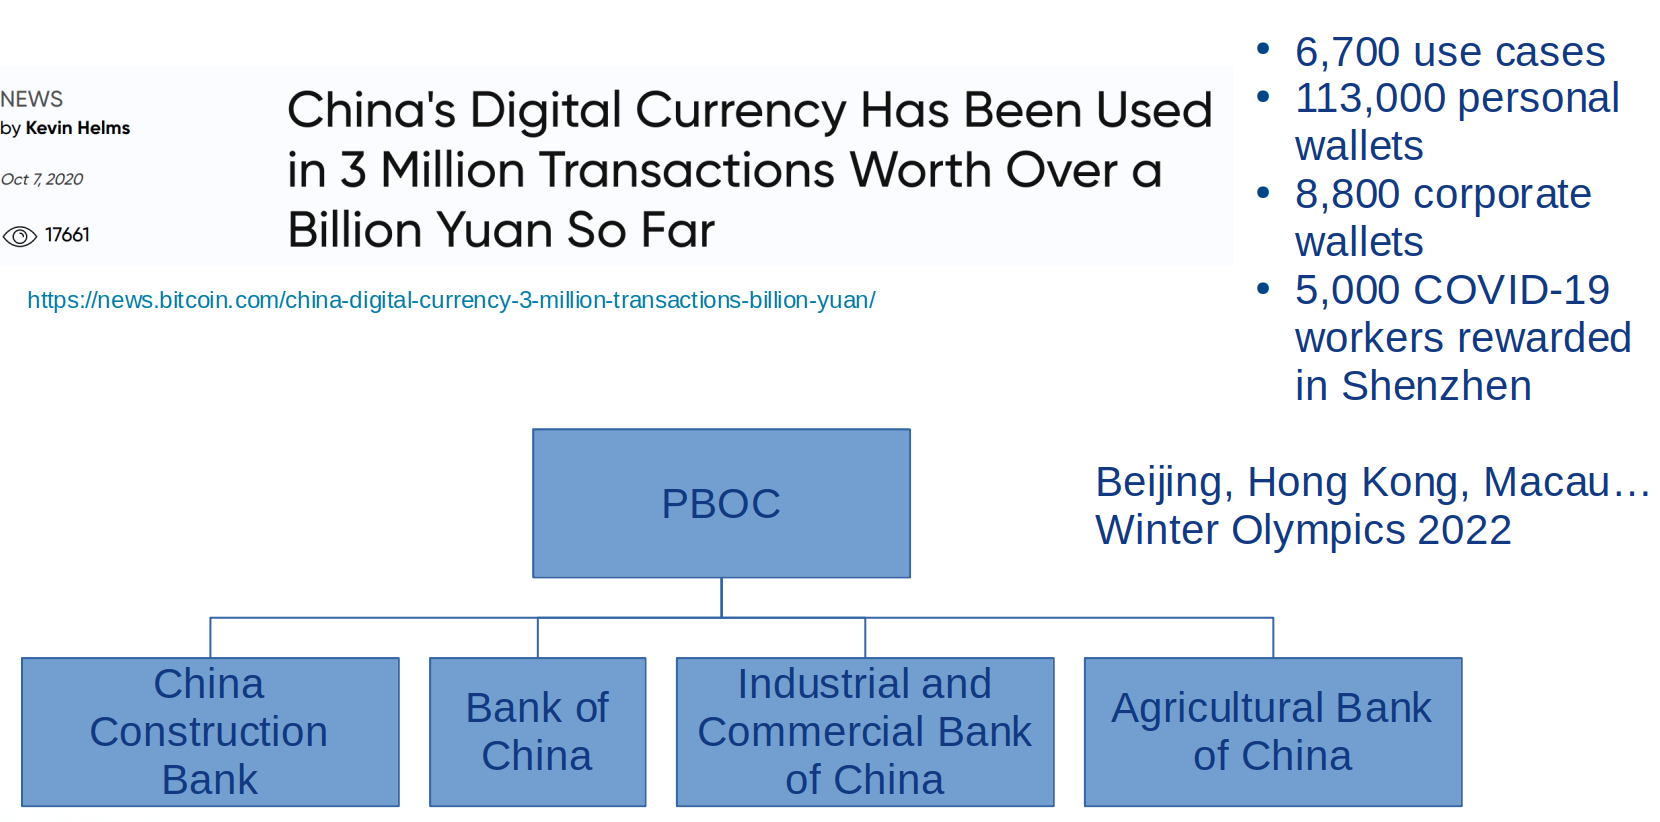 NEWS
by Kevin Helms
Oct 7, 2020
17661
China's Digital Currency Has Been Used
in 3 Million Transactions Worth Over a
Billion Yuan So Far
https://news.bitcoin.com/china-digital-currency-3-million-transactions-billion-yuan/
• 6,700 use cases
• 113,000 personal
wallets
• 8,800 corporate
wallets
• 5,000 COVID-19
workers rewarded
in Shenzhen
Beijing, Hong Kong, Macau…
Winter Olympics 2022
PBOC
China
Construction
Bank
Bank of
China
Industrial and
Commercial Bank
of China
Agricultural Bank
of China